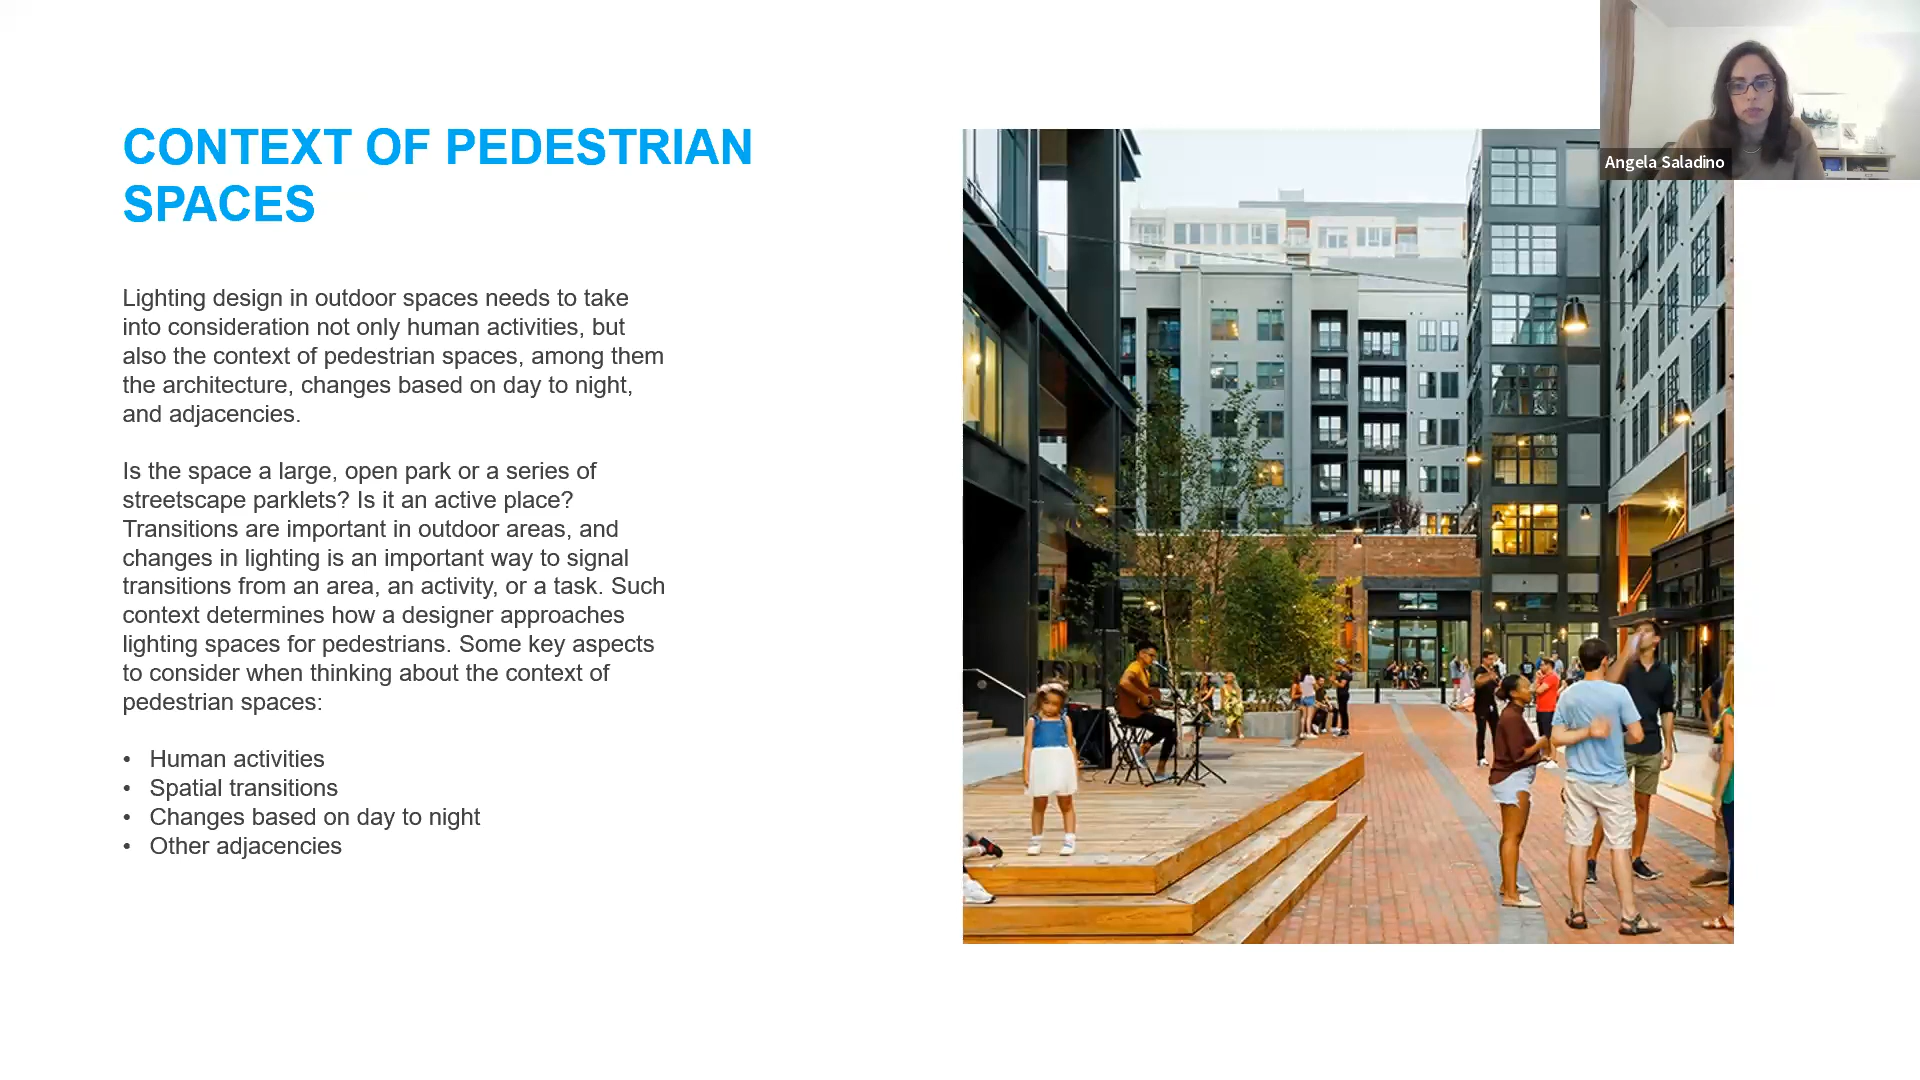 CONTEXT OF PEDESTRIAN
SPACES
Lighting design in outdoor spaces needs to take
into consideration not only human activities, but
also the context of pedestrian spaces, among them
the architecture, changes based on day to night,
and adjacencies.
Is the space a large, open park or a series of
streetscape parklets? Is it an active place?
Transitions are important in outdoor areas, and
changes in lighting is an important way to signal
transitions from an area, an activity, or a task. Such
context determines how a designer approaches
lighting spaces for pedestrians. Some key aspects
to consider when thinking about the context of
pedestrian spaces:
• Human activities
• Spatial transitions
• Changes based on day to night
• Other adjacencies
Angela Saladino